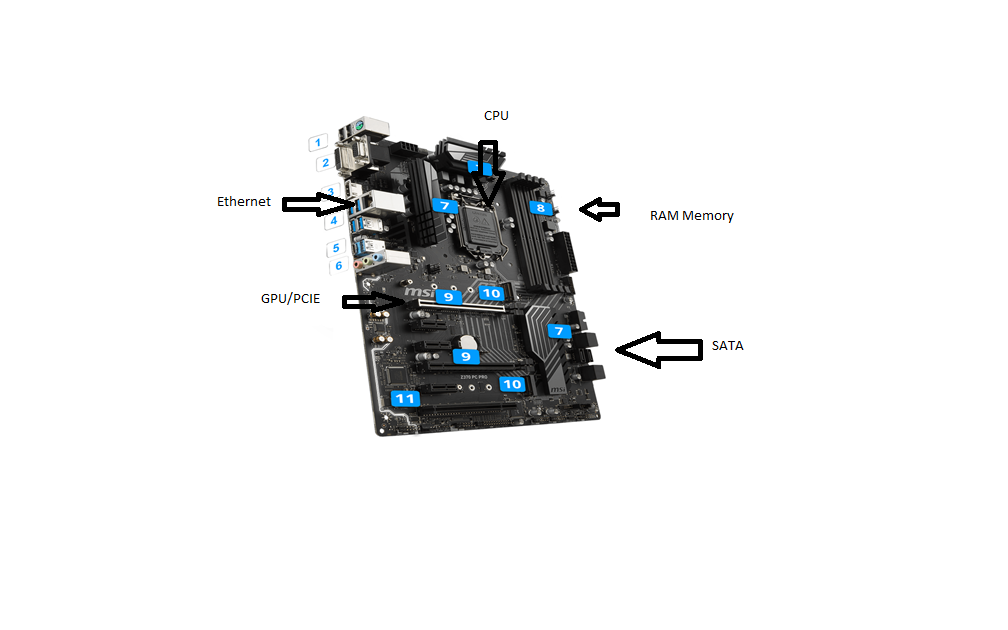 CPU
1
2
3
Ethernet
7
8
RAM Memory
4
5
6
GPU/PCIE
msi
9
10
7
SATA
9
Z370 PC PRO
10
msi
11